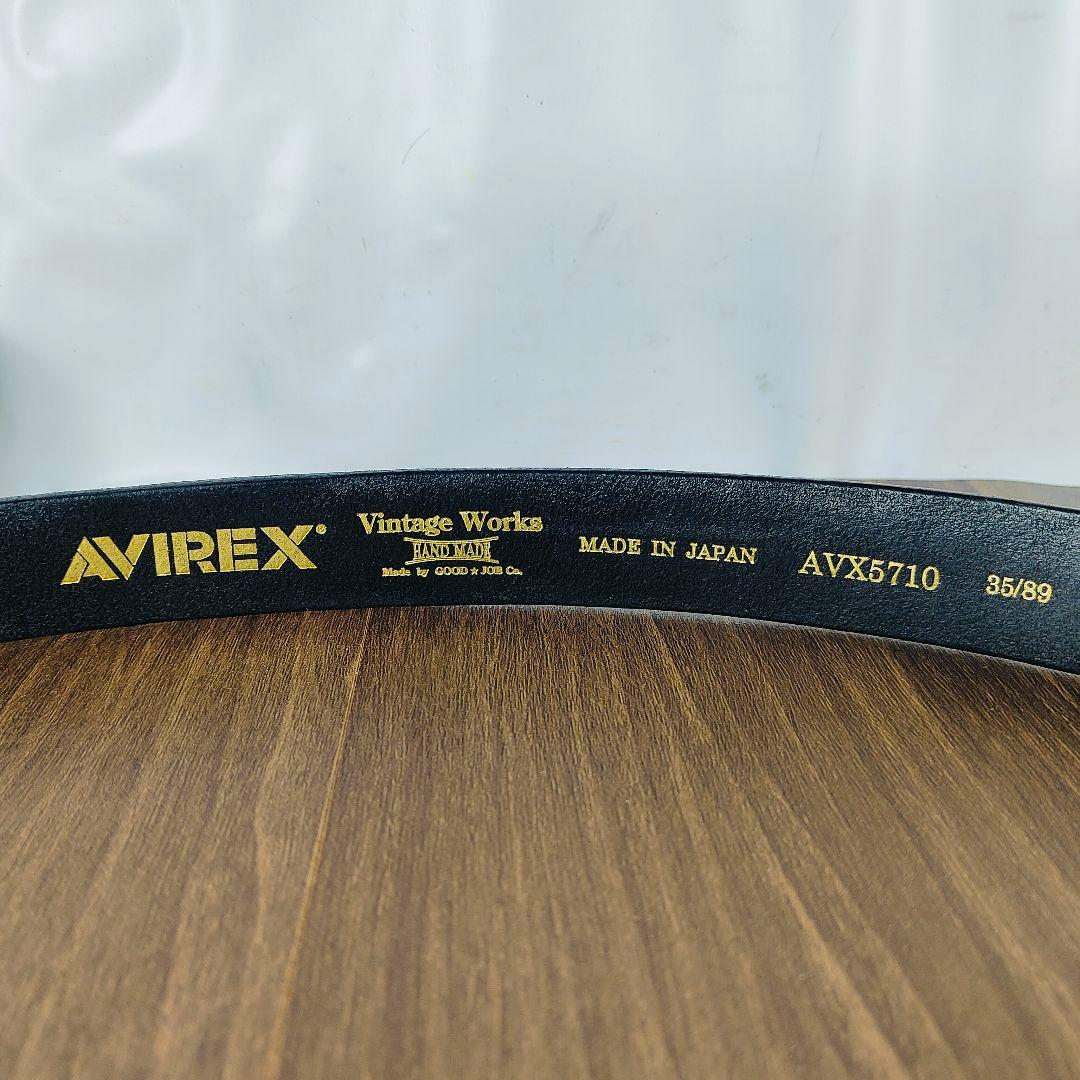 AVIREX®
Vintage Works
HAND MADE
Made by GOOD★JOB Co,
MADE IN JAPAN
AVX5710
35/89